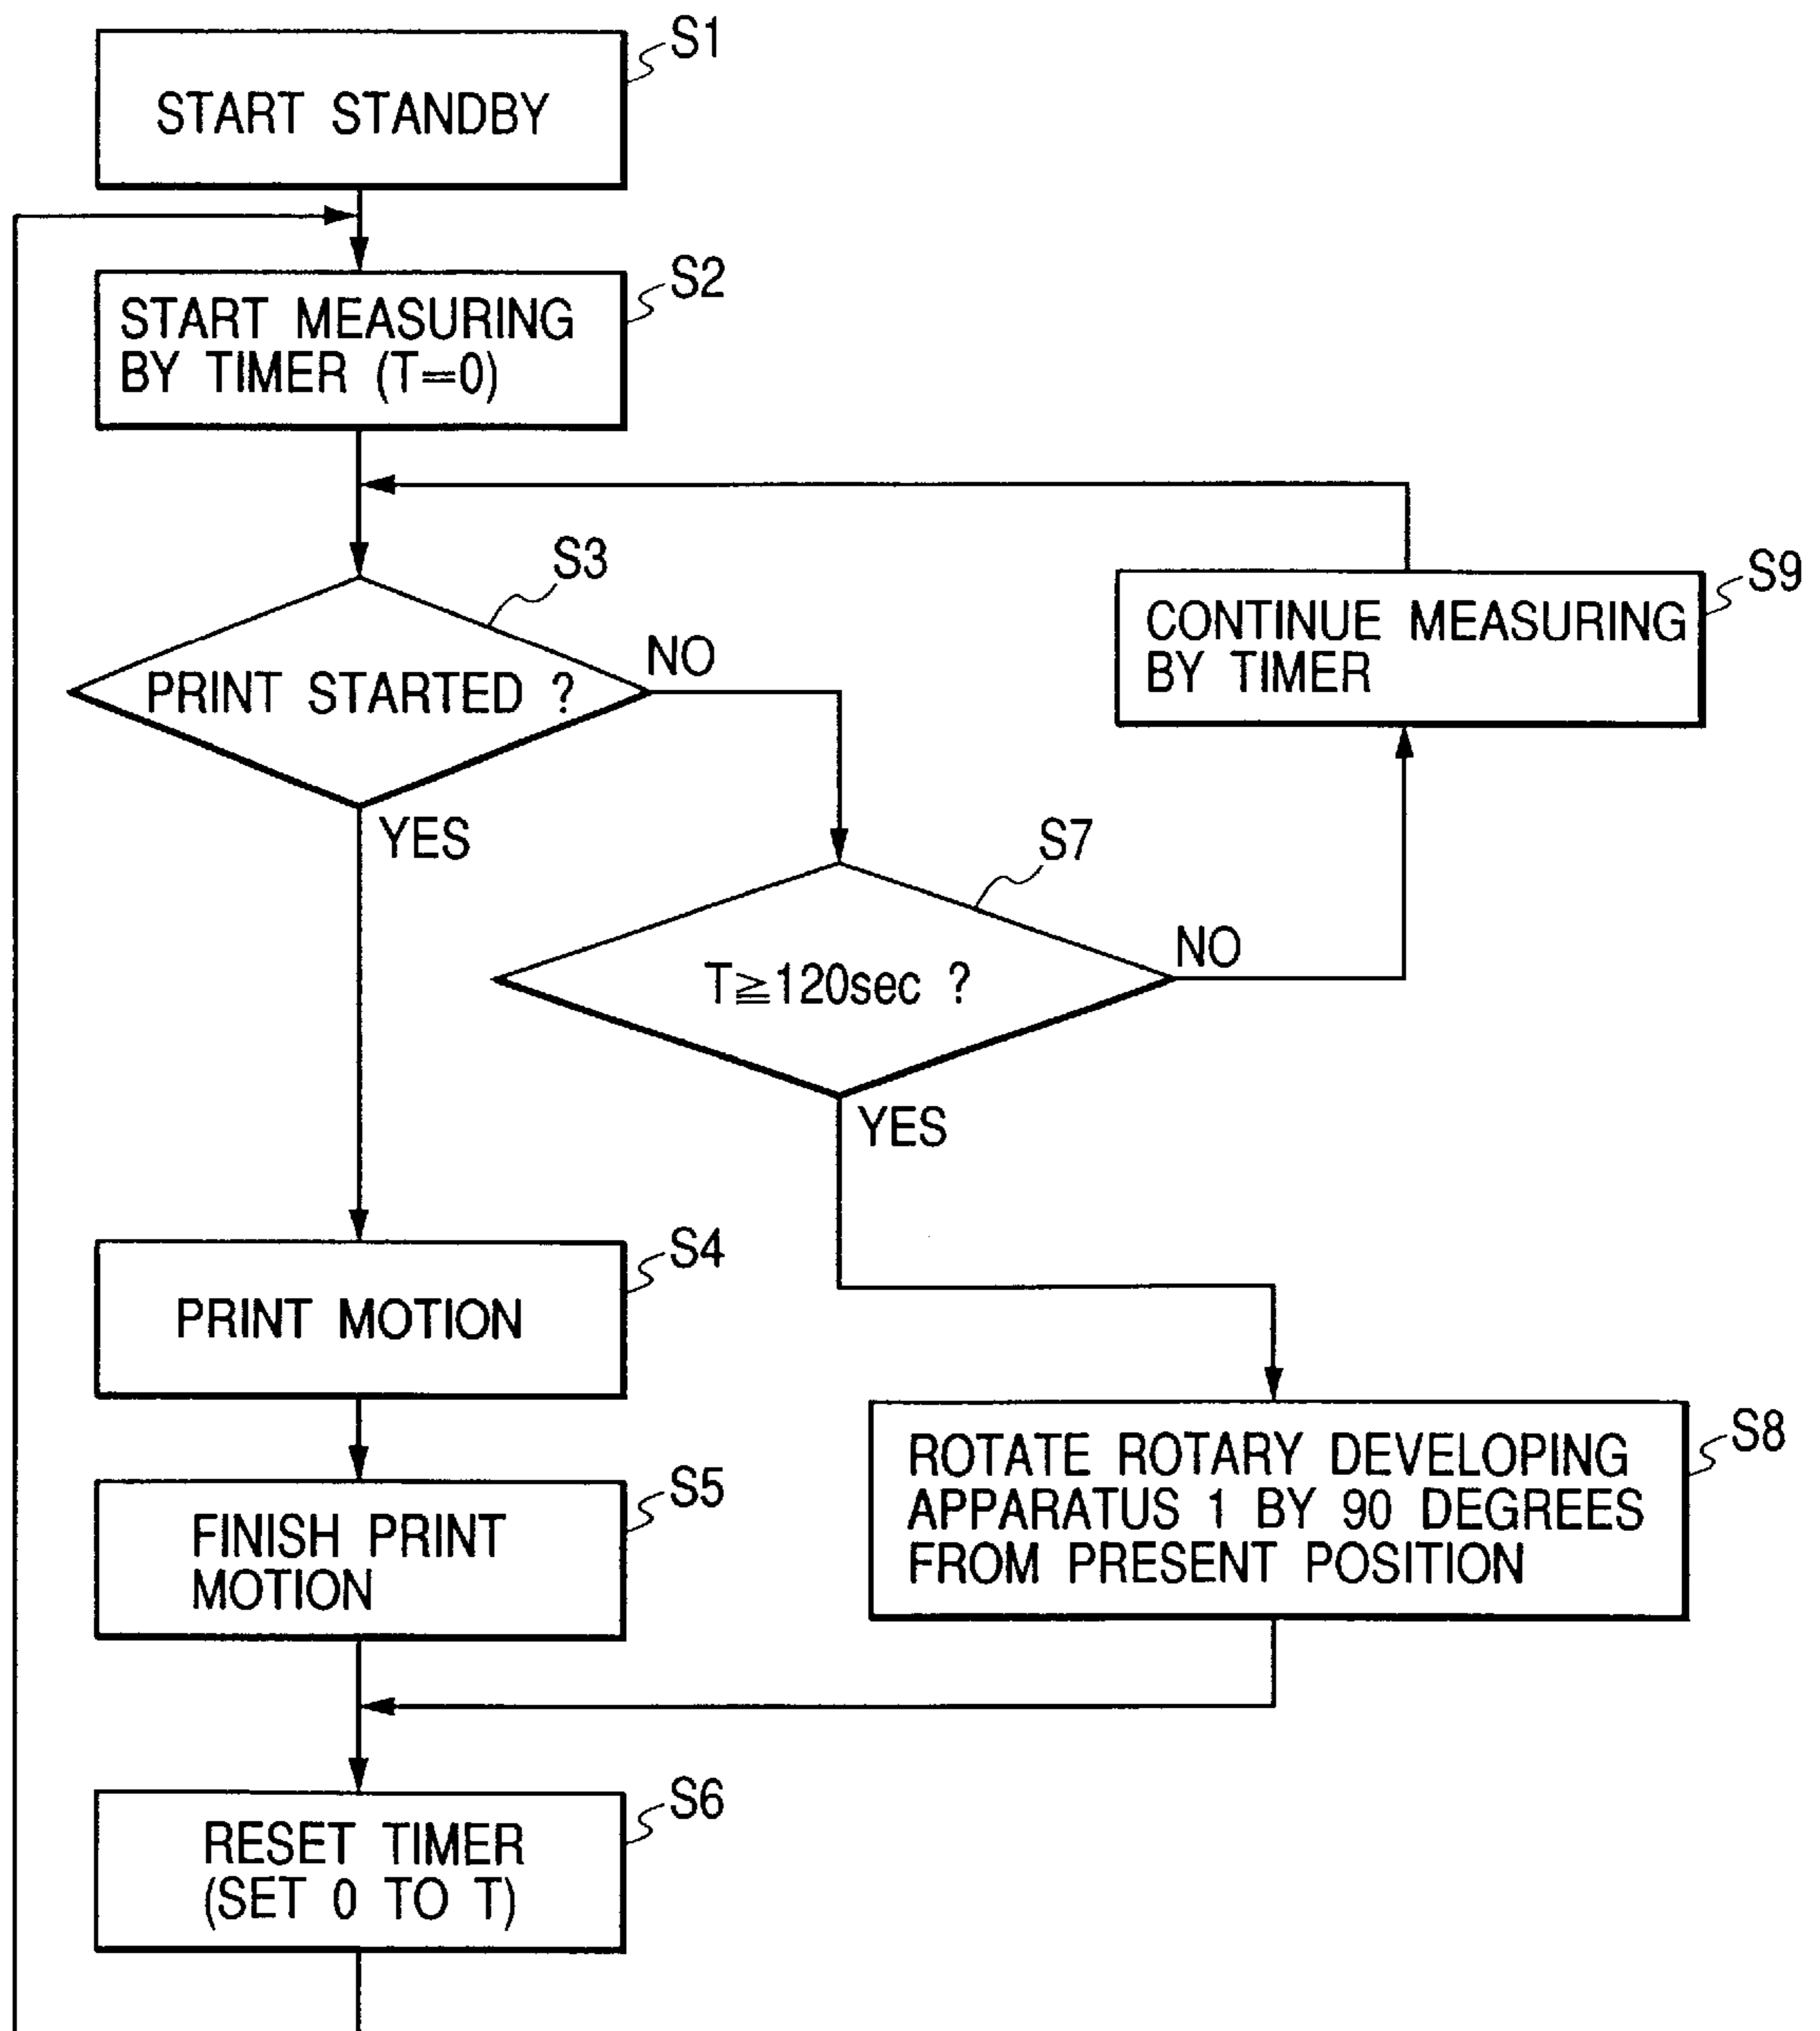 S1
START STANDBY
S2
START MEASURING
BY TIMER (T=0)
S3
PRINT STARTED ?
NO
YES
S9
CONTINUE MEASURING
BY TIMER
S7
T≧120sec ?
NO
YES
S4
PRINT MOTION
S8
ROTATE ROTARY DEVELOPING
APPARATUS 1 BY 90 DEGREES
FROM PRESENT POSITION
S5
FINISH PRINT
MOTION
S6
RESET TIMER
(SET 0 TO T)